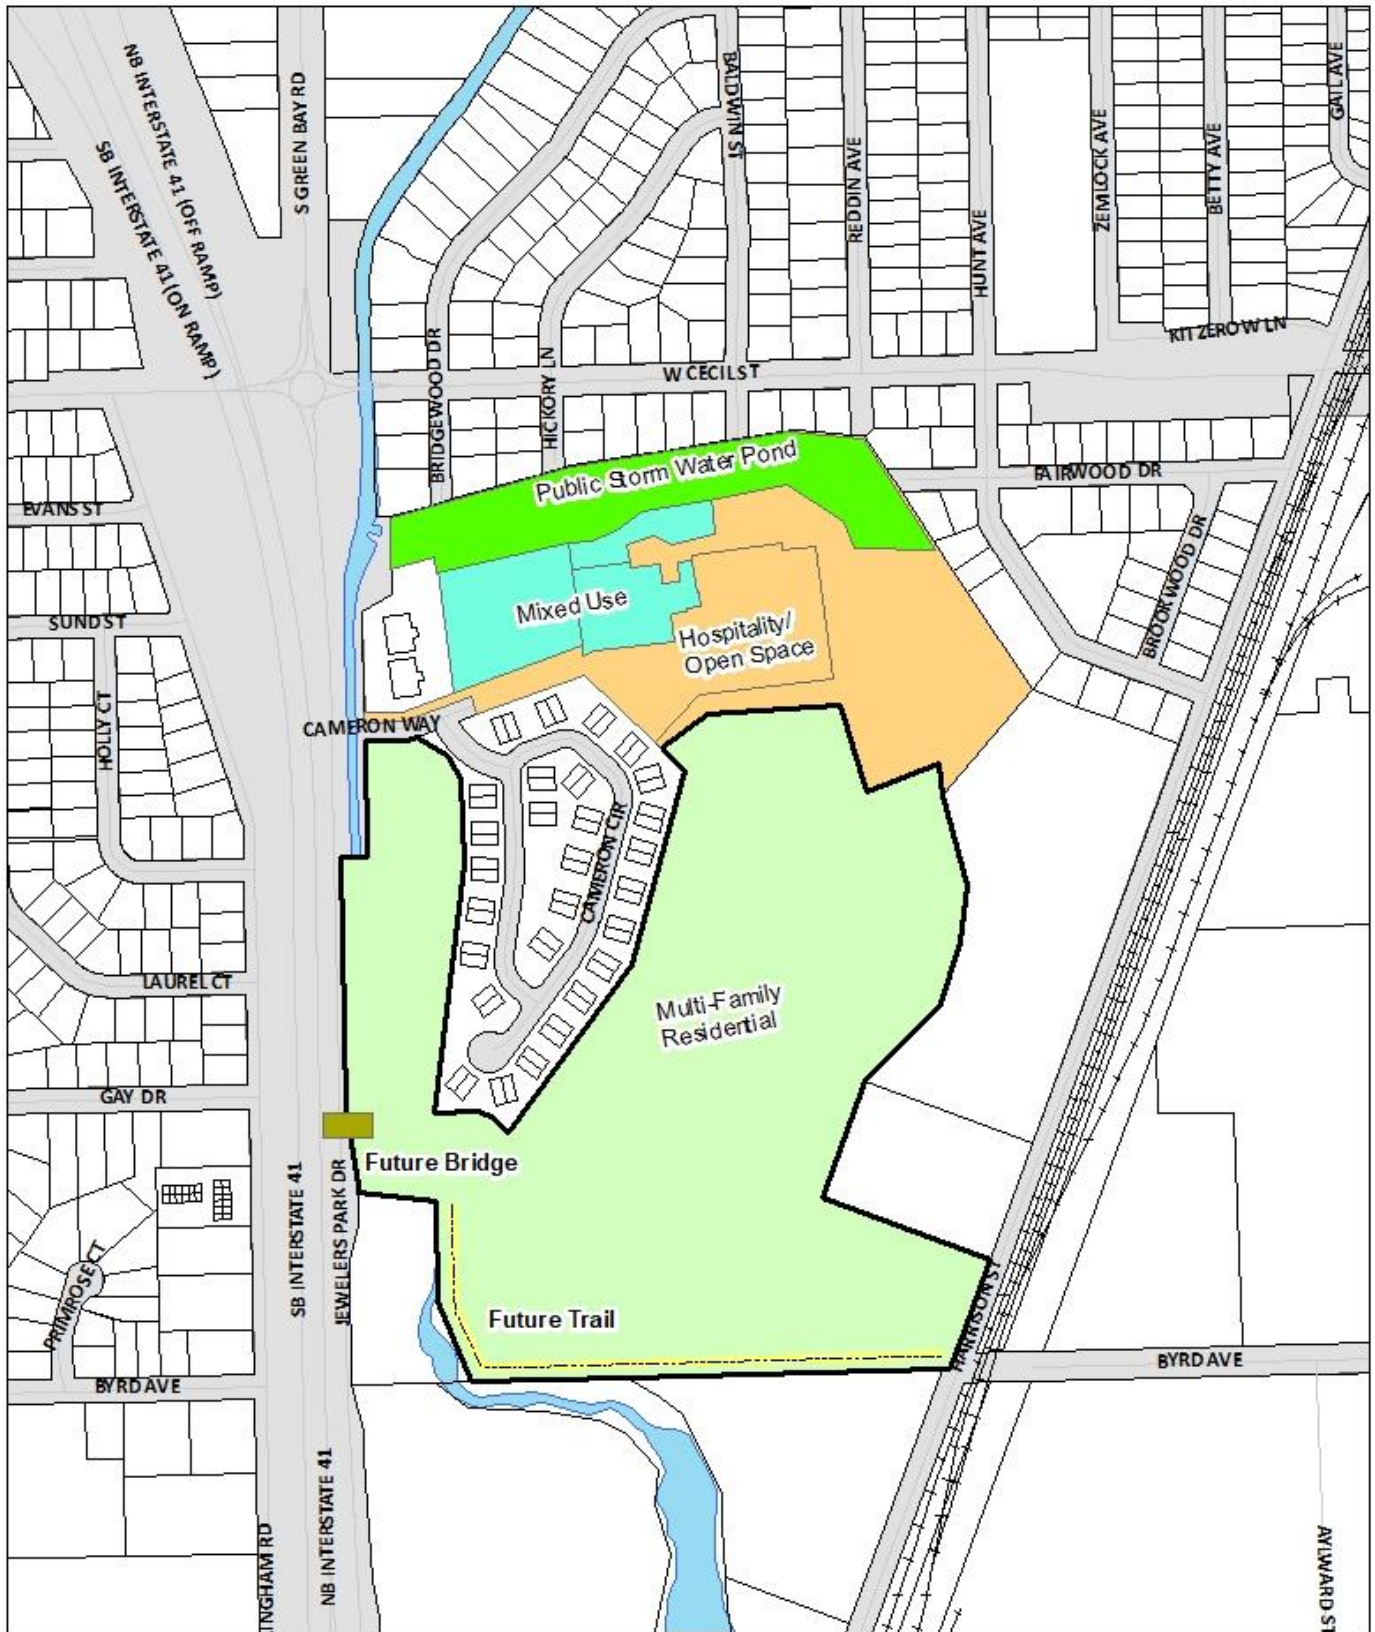 NB INTERSTATE 41 (OFF RAMP)
SB INTERSTATE 41 (ON RAMP)
S GREEN BAY RD
BALDWIN ST
REDDIN AVE
HUNT AVE
ZEMLOCK AVE
BETTY AVE
GAIL AVE
KITZEROW LN
W CECIL ST
BRIDGEWOOD DR
HICKORY LN
FAIRWOOD DR
BROOKWOOD DR
Public Storm Water Pond
Mixed Use
Hospitality/
Open Space
EVANS ST
SUND ST
HOLLY CT
CAMERON WAY
CAMERON CIR
LAUREL CT
Multi-Family
Residential
GAY DR
Future Bridge
SB INTERSTATE 41
JEWELERS PARK DR
PRIMROSE CT
Future Trail
HARRISON ST
BYRD AVE
BYRD AVE
NB INTERSTATE 41
INGHAM RD
AYLWARD ST